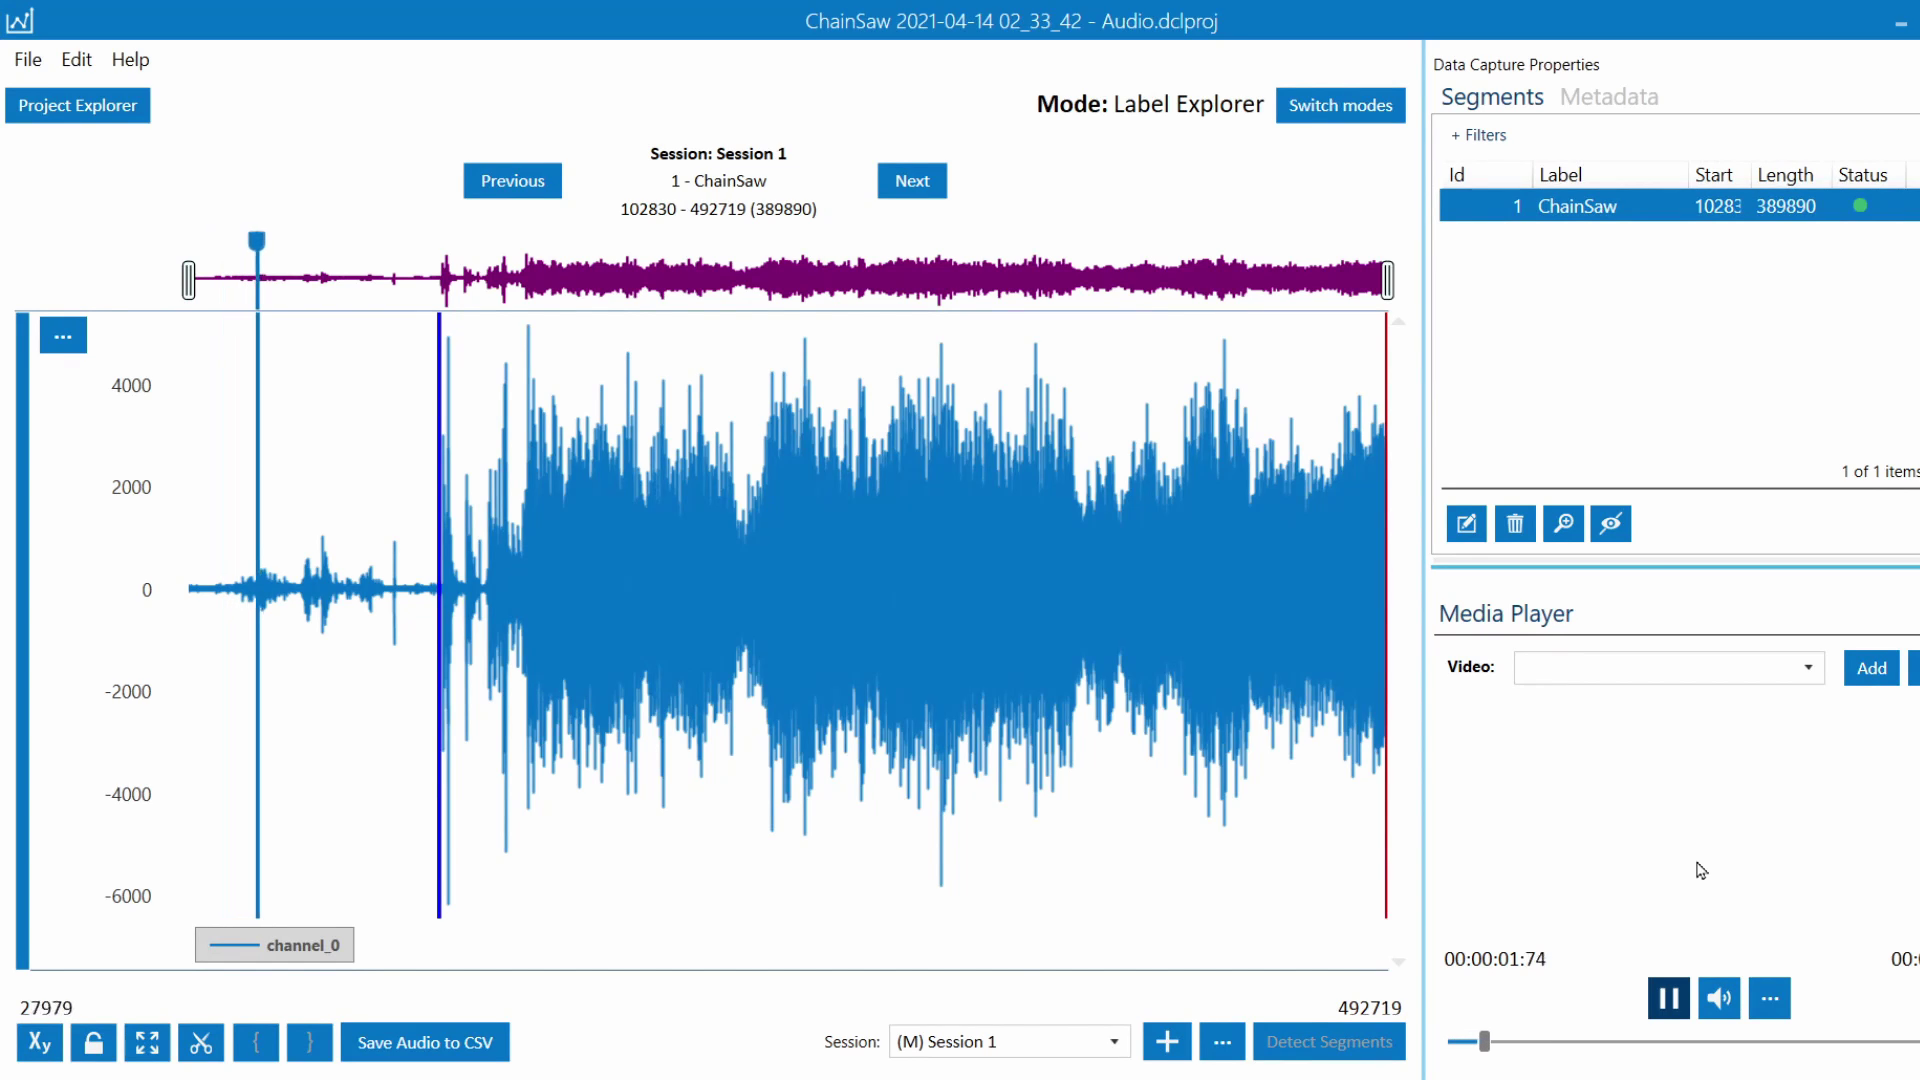 ChainSaw 2021-04-14 02_33_42 - Audio.dclproj
File Edit Help
Project Explorer
Mode: Label Explorer
Switch modes
Session: Session 1
Previous
1 - ChainSaw
Next
102830 - 492719 (389890)
...
4000
2000
0
-2000
-4000
-6000
channel_0
27979
492719
Xy
{
}
Save Audio to CSV
Session:
(M) Session 1
+
...
Detect Segments
Data Capture Properties
Segments Metadata
+ Filters
Id Label Start Length Status
1 ChainSaw 10283 389890
1 of 1 items
Media Player
Video:
Add
00:00:01:74
00:
...